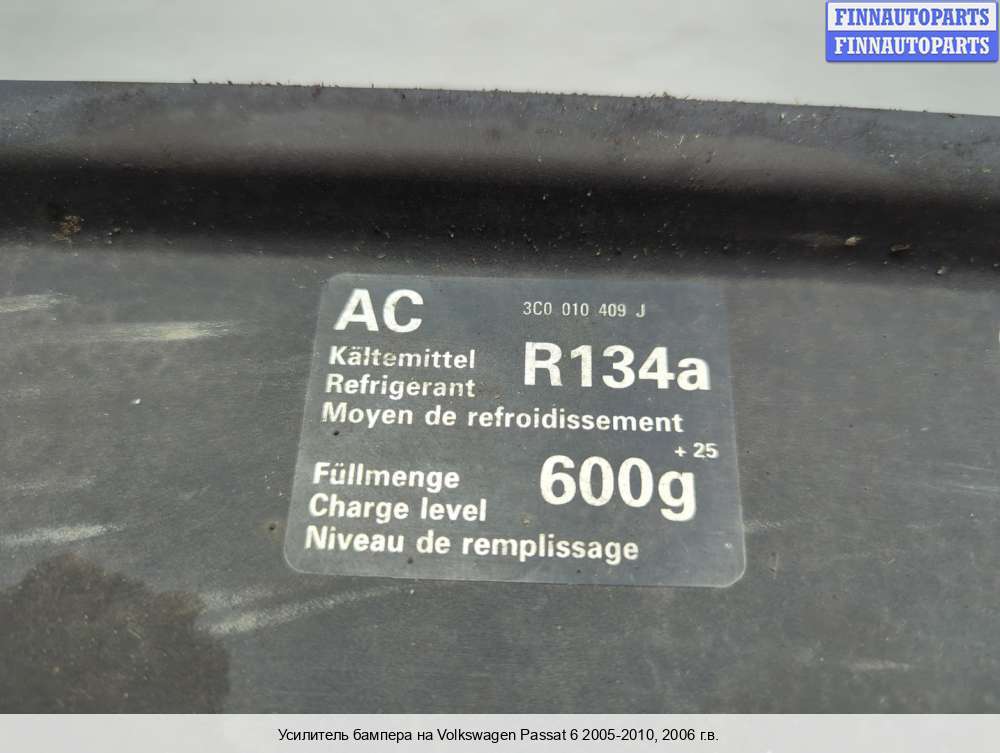 FINNAUTOPARTS
FINNAUTOPARTS
AC
3C0 010 409 J
Kältemittel
Refrigerant
R134a
Moyen de refroidissement
+ 25
Füllmenge
600g
Charge level
Niveau de remplissage
Усилитель бампера на Volkswagen Passat 6 2005-2010, 2006 г.в.